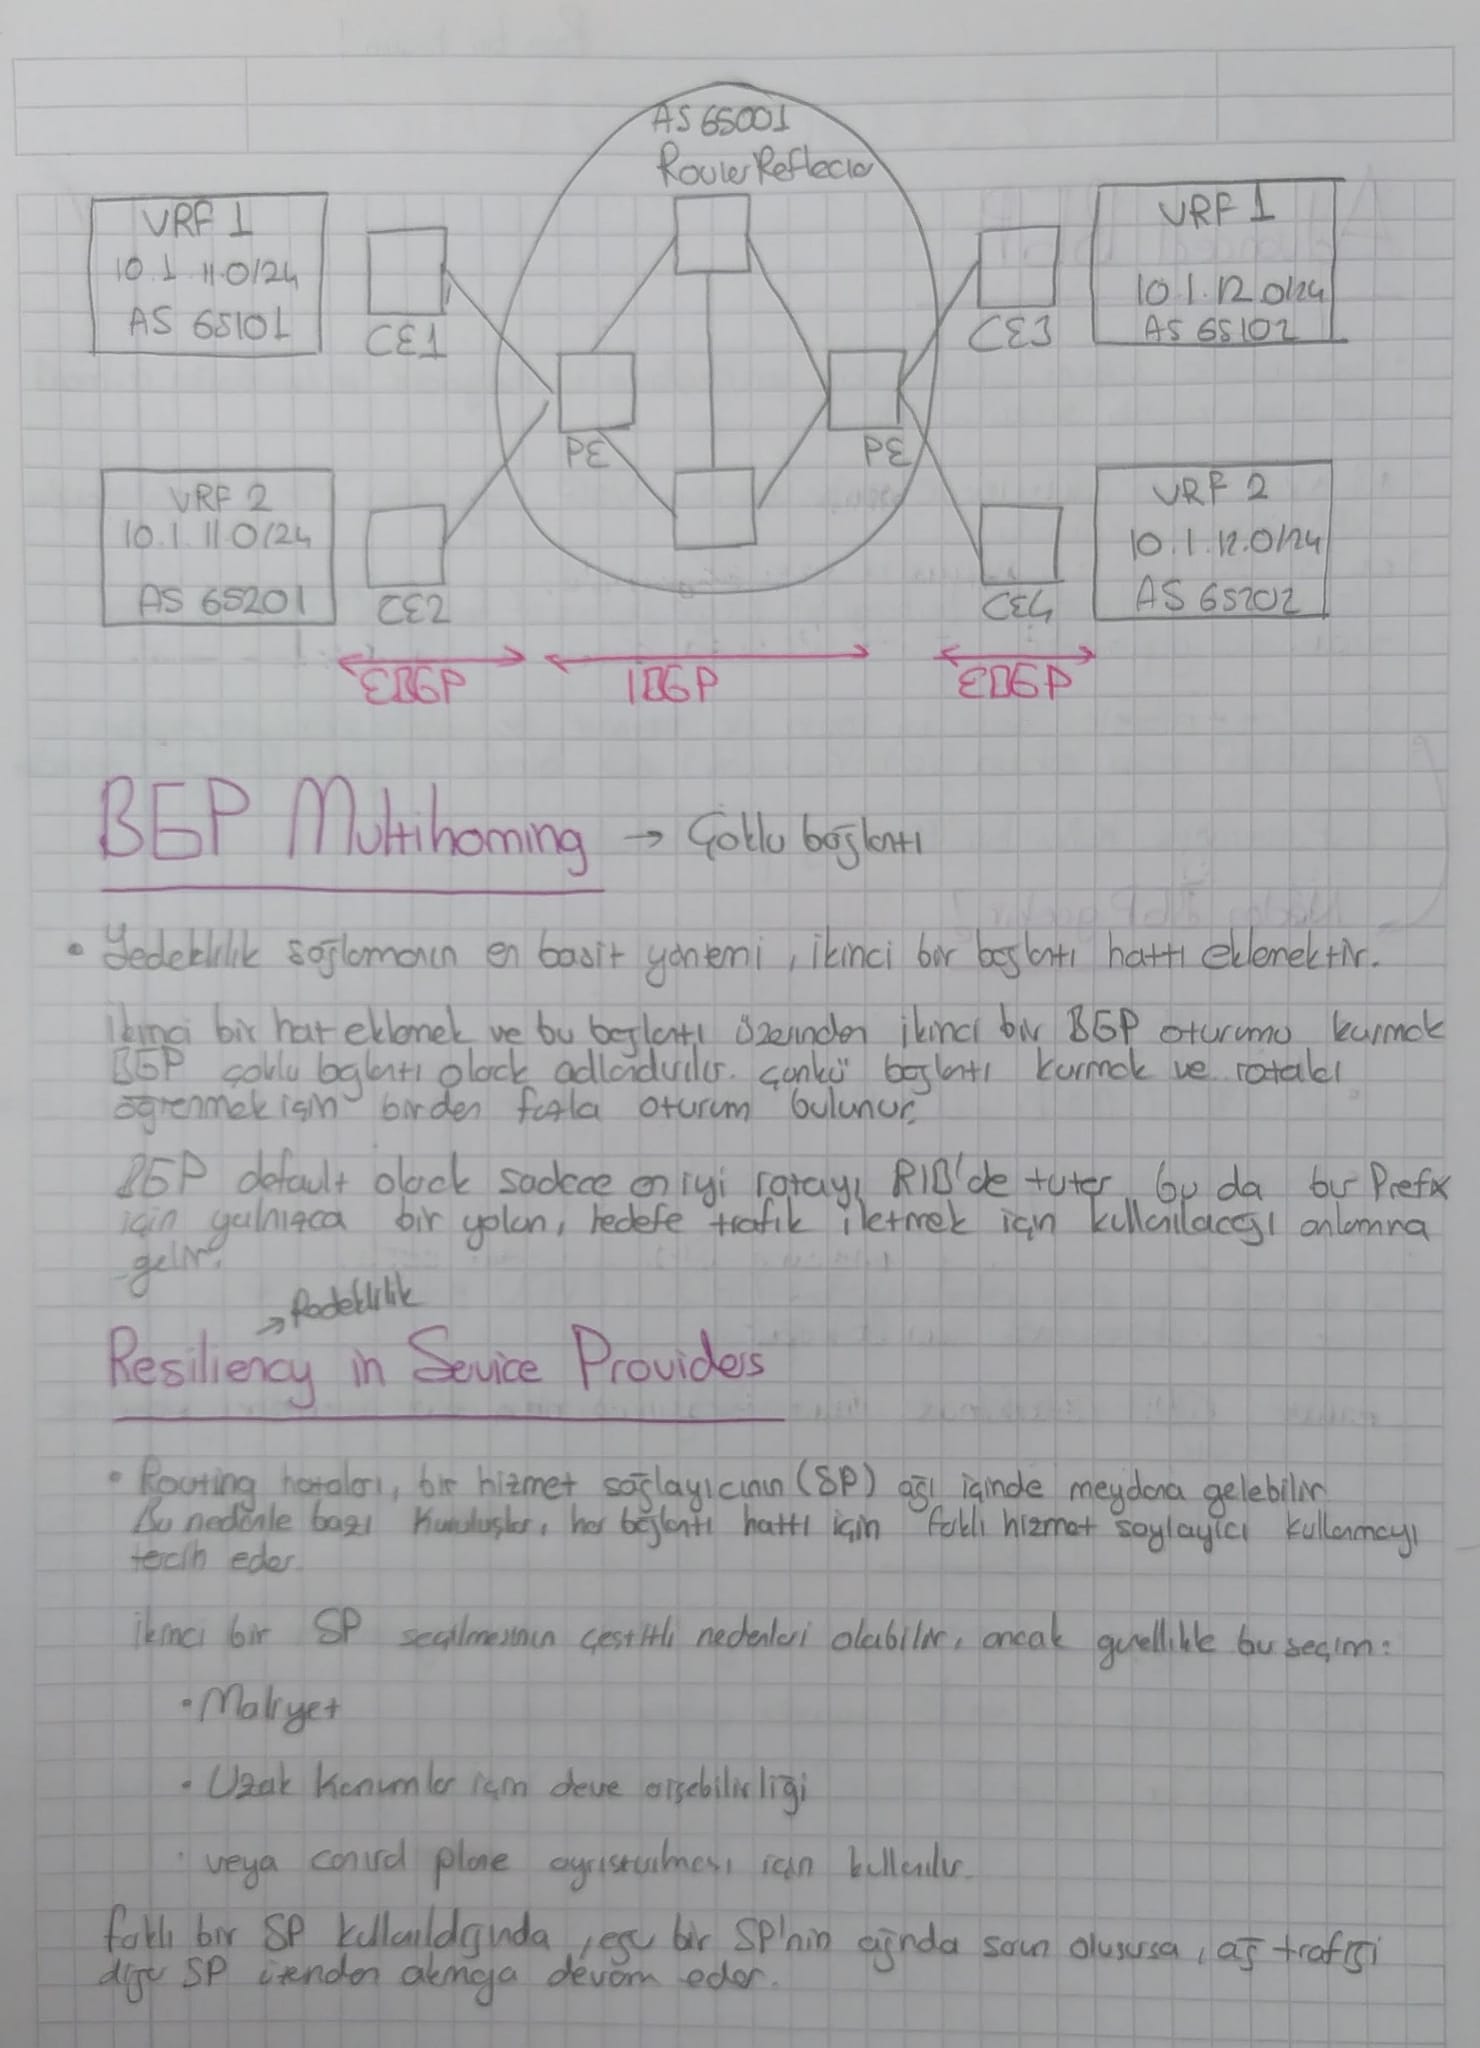 AS 65001
Router Reflector
VRF 1
10.1.11.0/24
AS 65101
CE1
CE3
VRF 1
10.1.12.0/24
AS 65102
PE
PE
VRF 2
10.1.11.0/24
AS 65201
CE2
CE4
VRF 2
10.1.12.0/24
AS 65202
EBGP
IBGP
EBGP
BGP Multihoming → Çoklu bağlantı
• Yedeklilik sağlamanın en basit yöntemi, ikinci bir bağlantı hattı eklemektir.
İkinci bir hat eklemek ve bu bağlantı üzerinden ikinci bir BGP oturumu kurmak
BGP çoklu bağlantı olarak adlandırılır. Çünkü bağlantı kurmak ve rotaları
öğrenmek için birden fazla oturum bulunur.
BGP default olarak sadece en iyi rotayı RIB'de tutar bu da bir Prefix
için yalnızca bir yolun, hedefe trafik iletmek için kullanılacağı anlamına
gelir.
→ Yedeklilik
Resiliency in Service Providers
• Routing hataları, bir hizmet sağlayıcının (SP) ağı içinde meydana gelebilir
Bu nedenle bazı kuruluşlar, her bağlantı hattı için farklı hizmet sağlayıcı kullanmayı
tercih eder.
İkinci bir SP seçilmesinin çeşitli nedenleri olabilir, ancak genellikle bu seçim:
• Maliyet
• Uzak konumlar için devre erişebilirliği
• veya control plane ayrıştırılması için kullanılır.
farklı bir SP kullanıldığında, eğer bir SP'nin ağında sorun oluşursa, ağ trafiği
diğer SP üzerinden akmaya devam eder.